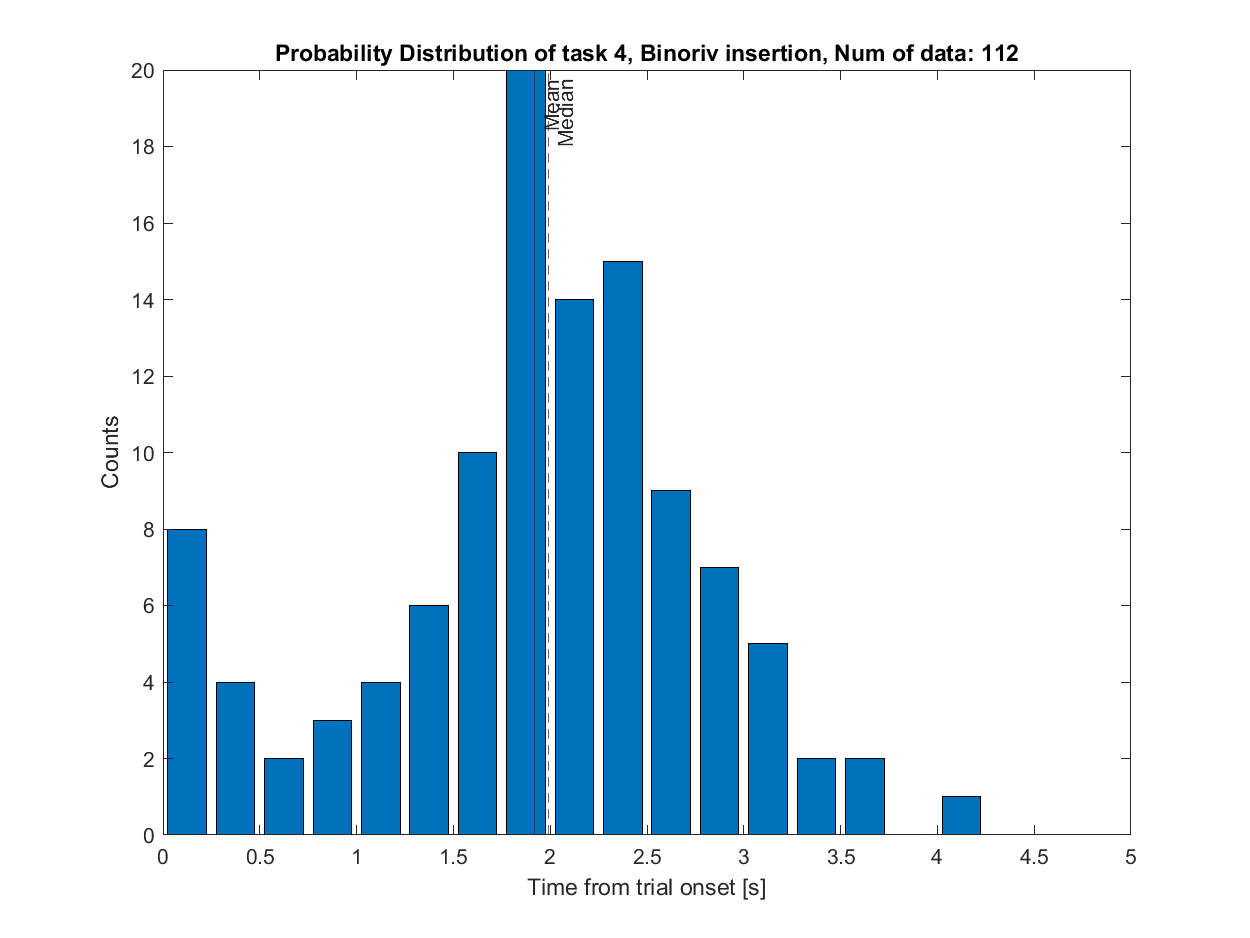 Probability Distribution of task 4, Binoriv insertion, Num of data: 112
20
18
16
14
12
10
8
6
4
2
0
Counts
Mean
Median
0 0.5 1 1.5 2 2.5 3 3.5 4 4.5 5
Time from trial onset [s]